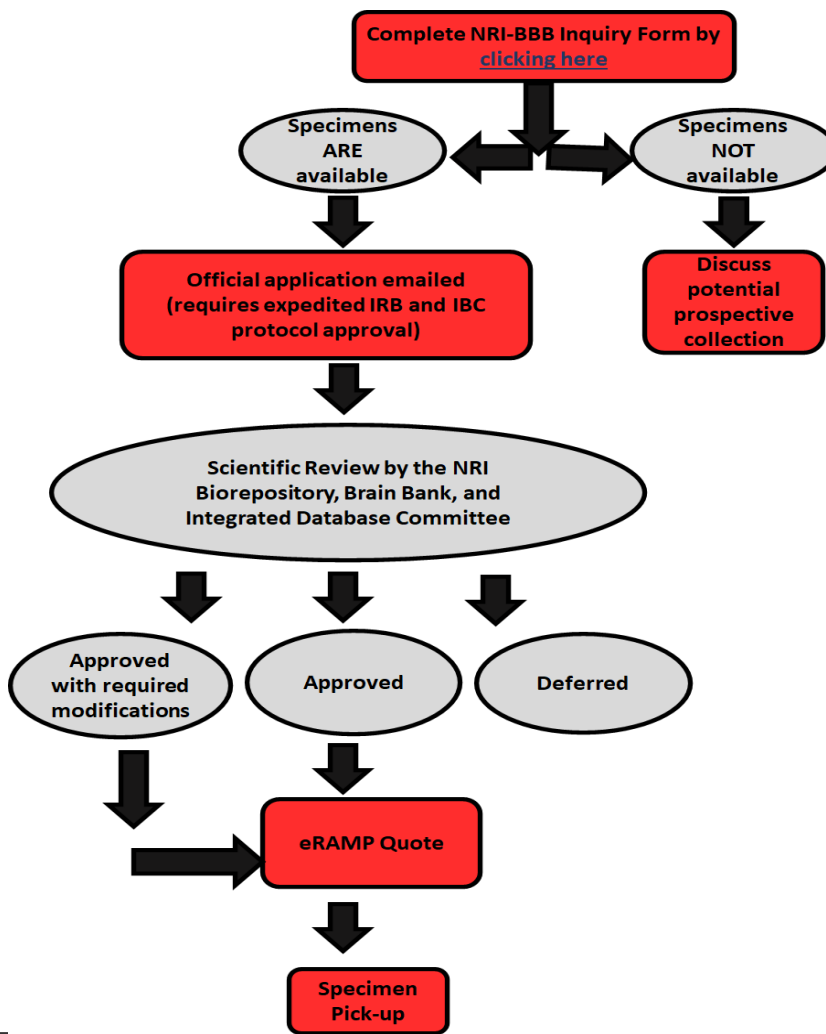 Complete NRI-BBB Inquiry Form by
clicking here
Specimens
ARE
available
Specimens
NOT
available
Official application emailed
(requires expedited IRB and IBC
protocol approval)
Discuss
potential
prospective
collection
Scientific Review by the NRI
Biorepository, Brain Bank, and
Integrated Database Committee
Approved
with required
modifications
Approved
Deferred
eRAMP Quote
Specimen
Pick-up